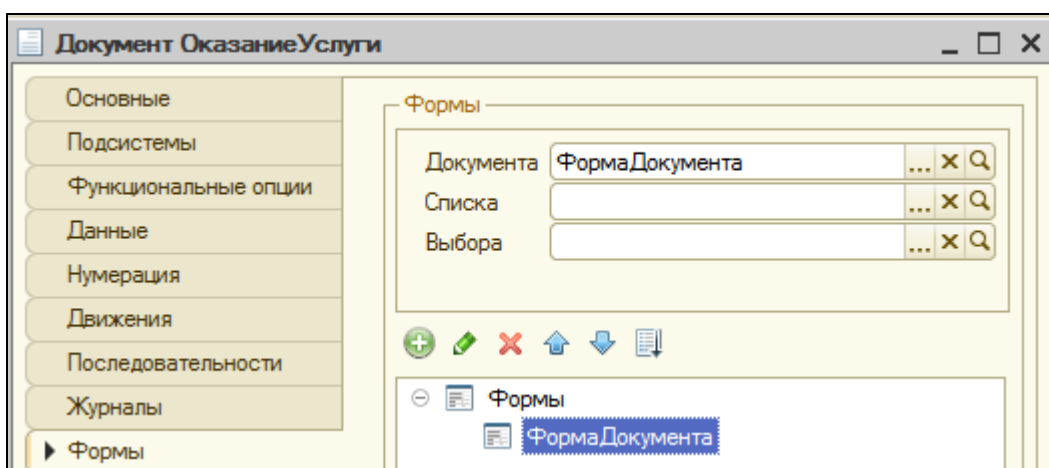 Документ ОказаниеУслуги
Основные
Подсистемы
Функциональные опции
Данные
Нумерация
Движения
Последовательности
Журналы
Формы
Формы
Документа ФормаДокумента ...
Списка ...
Выбора ...
Формы
ФормаДокумента